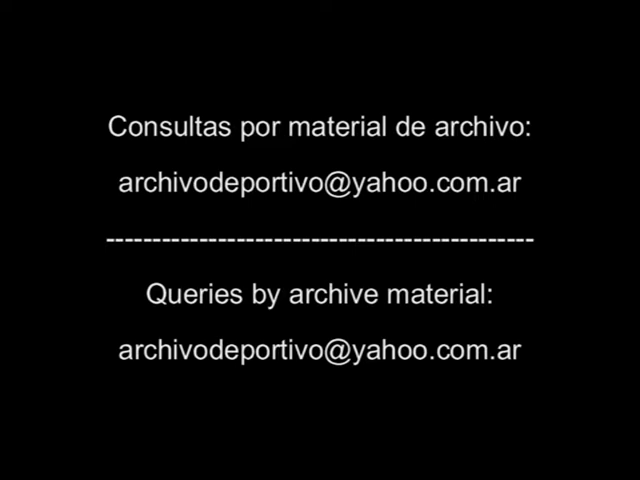 Consultas por material de archivo:
archivodeportivo@yahoo.com.ar
-----------------------------------------------
Queries by archive material:
archivodeportivo@yahoo.com.ar